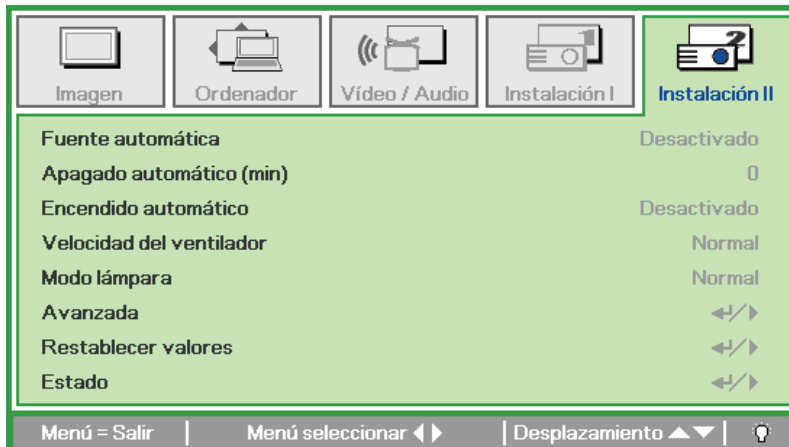 Imagen Ordenador Vídeo / Audio Instalación I Instalación II
Fuente automática Desactivado
Apagado automático (min) 0
Encendido automático Desactivado
Velocidad del ventilador Normal
Modo lámpara Normal
Avanzada
Restablecer valores
Estado
Menú = Salir Menú seleccionar Desplazamiento